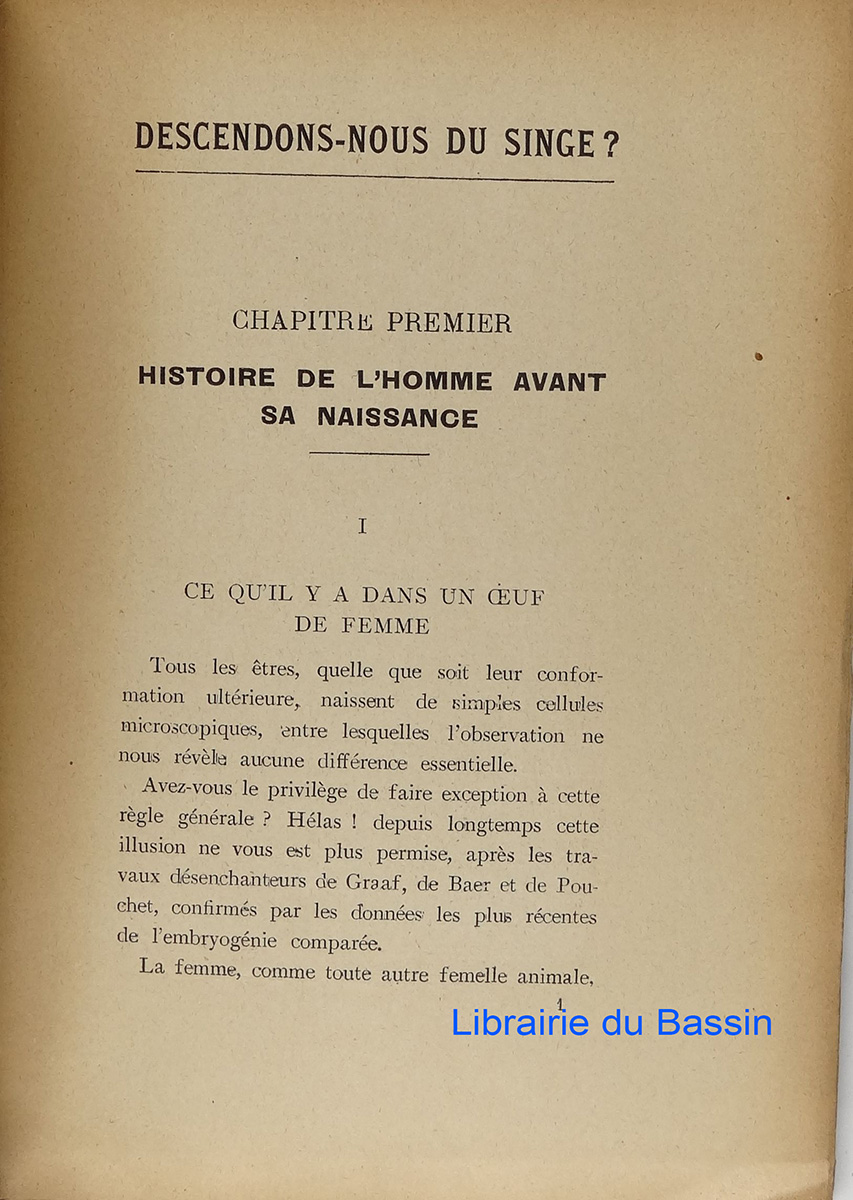 DESCENDONS-NOUS DU SINGE ?
CHAPITRE PREMIER
HISTOIRE DE L'HOMME AVANT
SA NAISSANCE
I
CE QU'IL Y A DANS UN ŒUF
DE FEMME
Tous les êtres, quelle que soit leur confor-
mation ultérieure, naissent de simples cellules
microscopiques, entre lesquelles l'observation ne
nous révèle aucune différence essentielle.
Avez-vous le privilège de faire exception à cette
règle générale ? Hélas ! depuis longtemps cette
illusion ne vous est plus permise, après les tra-
vaux désenchanteurs de Graaf, de Baer et de Pou-
chet, confirmés par les données les plus récentes
de l'embryogénie comparée.
La femme, comme toute autre femelle animale,
1
Librairie du Bassin